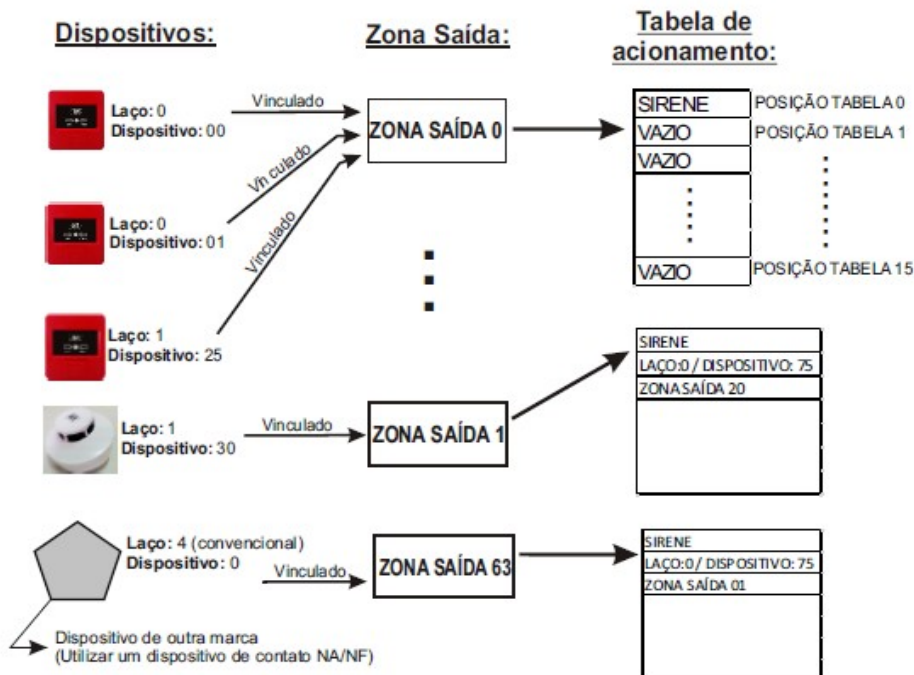 Dispositivos:
Zona Saída:
Tabela de
acionamento:
Laço: 0
Dispositivo: 00
Vinculado
ZONA SAÍDA 0
SIRENE
POSIÇÃO TABELA 0
VAZIO
POSIÇÃO TABELA 1
VAZIO
VAZIO
POSIÇÃO TABELA 15
Laço: 0
Dispositivo: 01
Vinculado
Laço: 1
Dispositivo: 25
Vinculado
Laço: 1
Dispositivo: 30
Vinculado
ZONA SAÍDA 1
SIRENE
LAÇO:0 / DISPOSITIVO: 75
ZONA SAÍDA 20
Laço: 4 (convencional)
Dispositivo: 0
Vinculado
ZONA SAÍDA 63
SIRENE
LAÇO:0 / DISPOSITIVO: 75
ZONA SAÍDA 01
Dispositivo de outra marca
(Utilizar um dispositivo de contato NA/NF)